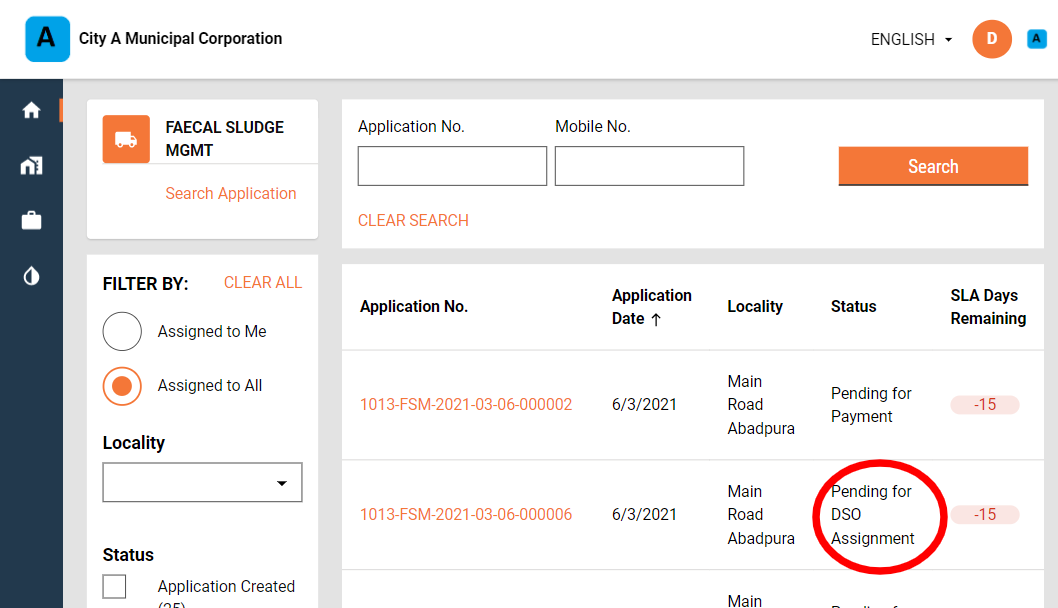 A
City A Municipal Corporation
ENGLISH
D
A
FAECAL SLUDGE
MGMT
Search Application
Application No.
Mobile No.
Search
CLEAR SEARCH
FILTER BY:
CLEAR ALL
Assigned to Me
Assigned to All
Locality
Status
Application Created
(25)
Application No.
Application
Date ↑
Locality
Status
SLA Days
Remaining
1013-FSM-2021-03-06-000002
6/3/2021
Main
Road
Abadpura
Pending for
Payment
-15
1013-FSM-2021-03-06-000006
6/3/2021
Main
Road
Abadpura
Pending for
DSO
Assignment
-15
Main